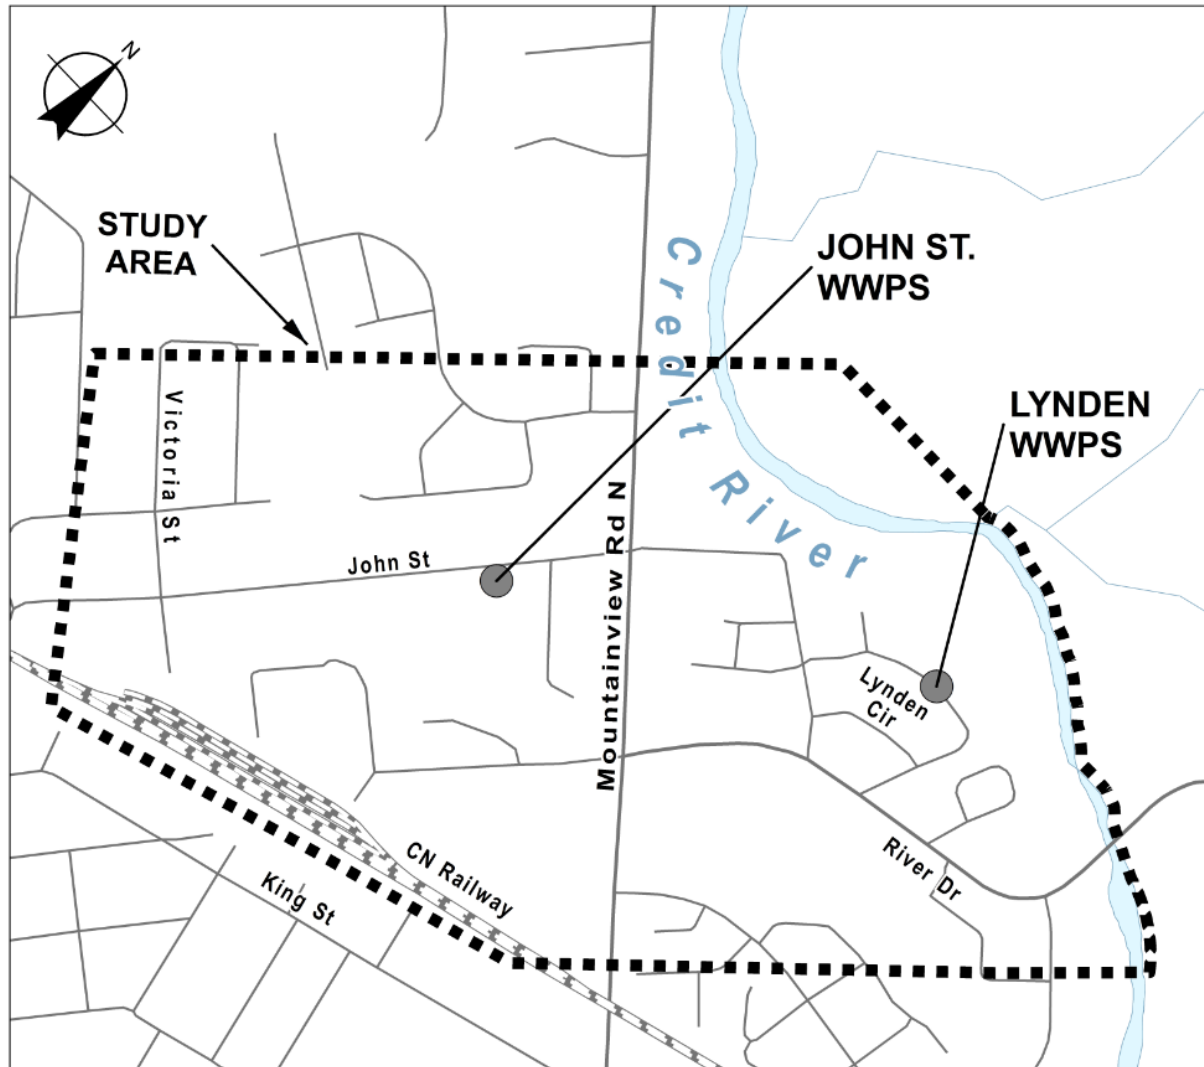 N
STUDY
AREA
JOHN ST.
WWPS
Credit River
LYNDEN
WWPS
Victoria St
John St
Mountainview Rd N
Lynden
Cir
CN Railway
King St
River Dr